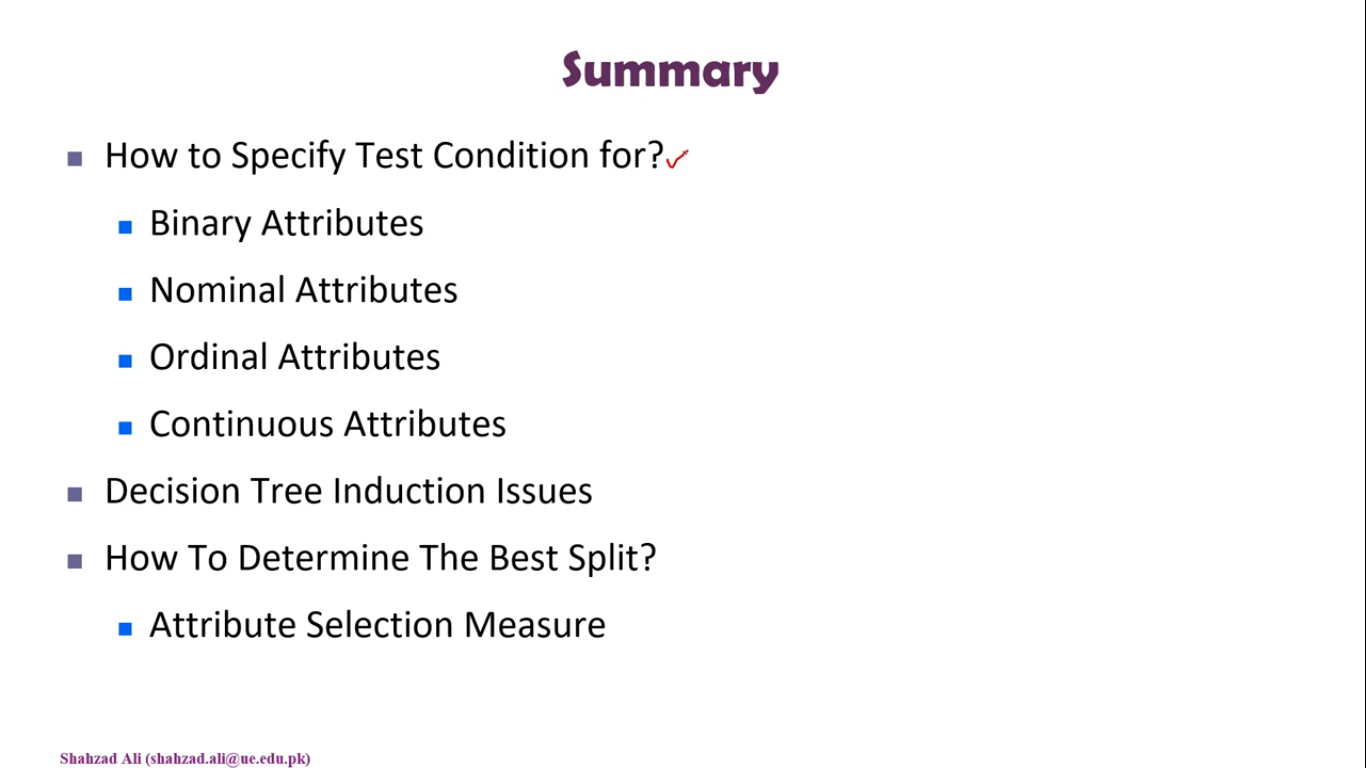 Summary
How to Specify Test Condition for?
Binary Attributes
Nominal Attributes
Ordinal Attributes
Continuous Attributes
Decision Tree Induction Issues
How To Determine The Best Split?
Attribute Selection Measure
Shahzad Ali (shahzad.ali@ue.edu.pk)